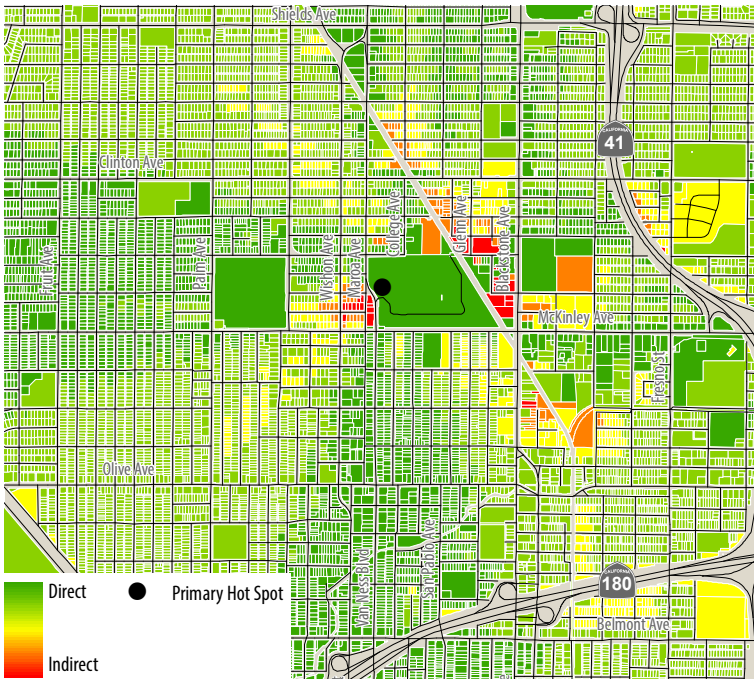 Shields Ave
CALIFORNIA
41
Clinton Ave
College Ave
Glenn Ave
Blackstone Ave
Fruit Ave
Palm Ave
Wishon Ave
Maroa Ave
McKinley Ave
Fresno St
Olive Ave
Van Ness Blvd
San Pablo Ave
CALIFORNIA
180
Belmont Ave
Direct
Primary Hot Spot
Indirect